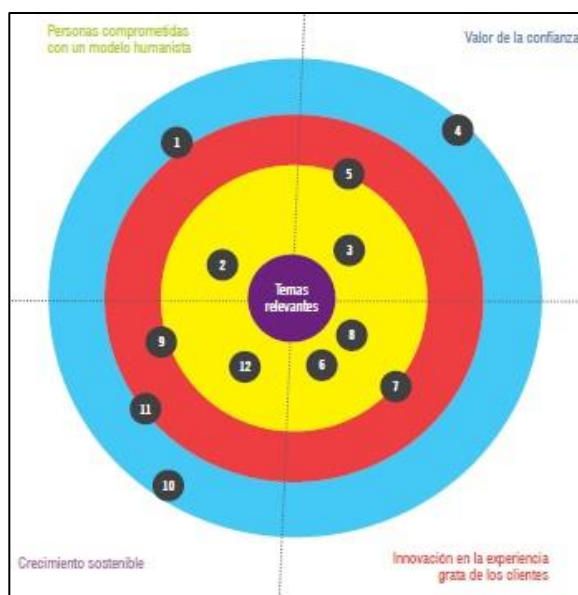 Personas comprometidas
con un modelo humanista
Valor de la confianza
4
1
5
3
2
Temas
relevantes
8
9
12
6
7
11
10
Crecimiento sostenible
Innovación en la experiencia
grata de los clientes